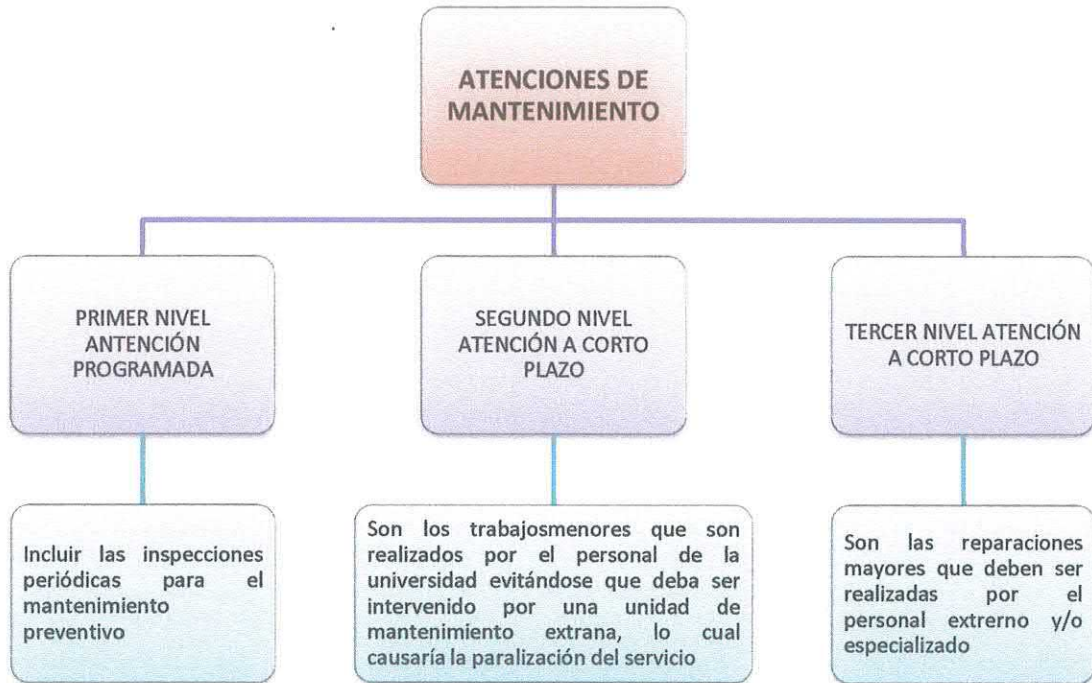 ATENCIONES DE
MANTENIMIENTO
PRIMER NIVEL
ANTENCIÓN
PROGRAMADA
SEGUNDO NIVEL
ATENCIÓN A CORTO
PLAZO
TERCER NIVEL ATENCIÓN
A CORTO PLAZO
Incluir las inspecciones
periódicas para el
mantenimiento
preventivo
Son los trabajosmenores que son
realizados por el personal de la
universidad evitándose que deba ser
intervenido por una unidad de
mantenimiento extrana, lo cual
causaría la paralización del servicio
Son las reparaciones
mayores que deben ser
realizadas por el
personal extrerno y/o
especializado